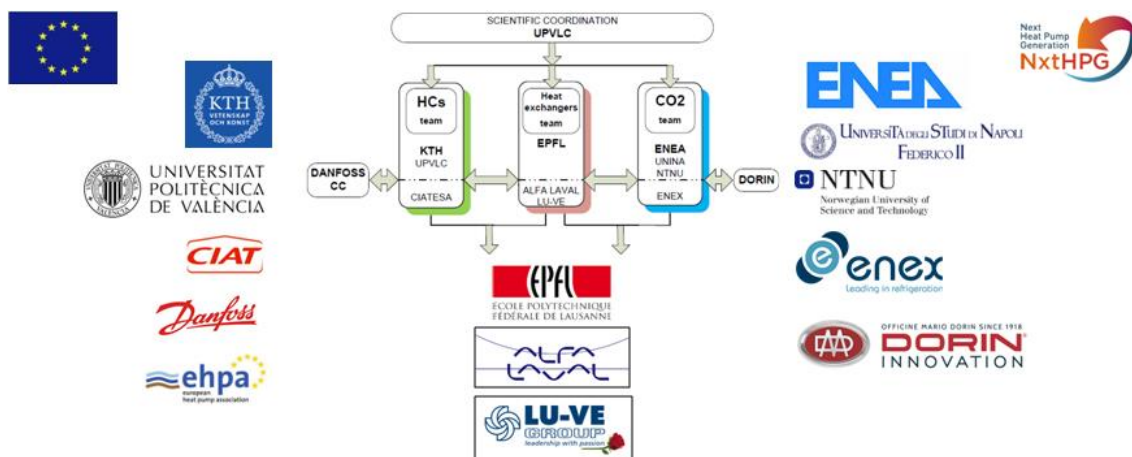 SCIENTIFIC COORDINATION
UPVLC
HCs
team
KTH
UPVLC
CIATESA
Heat
exchangers
team
EPFL
ALFA LAVAL
LU-VE
CO2
team
ENEA
UNINA
NTNU
ENEX
DANFOSS
CC
DORIN
KTH
VETENSKAP
OCH KONST
UNIVERSITAT
POLITÈCNICA
DE VALÈNCIA
CIAT
Danfoss
ehpa
european
heat pump association
EPFL
ECOLE POLYTECHNIQUE
FÉDÉRALE DE LAUSANNE
ALFA
LAVAL
LU-VE
GROUP
leadership with passion
Next
Heat Pump
Generation
NxtHPG
ENEA
UNIVERSITÀ DEGLI STUDI DI NAPOLI
FEDERICO II
NTNU
Norwegian University of
Science and Technology
enex
Leading in refrigeration
OFFICINE MARIO DORIN SINCE 1918
DORIN®
INNOVATION